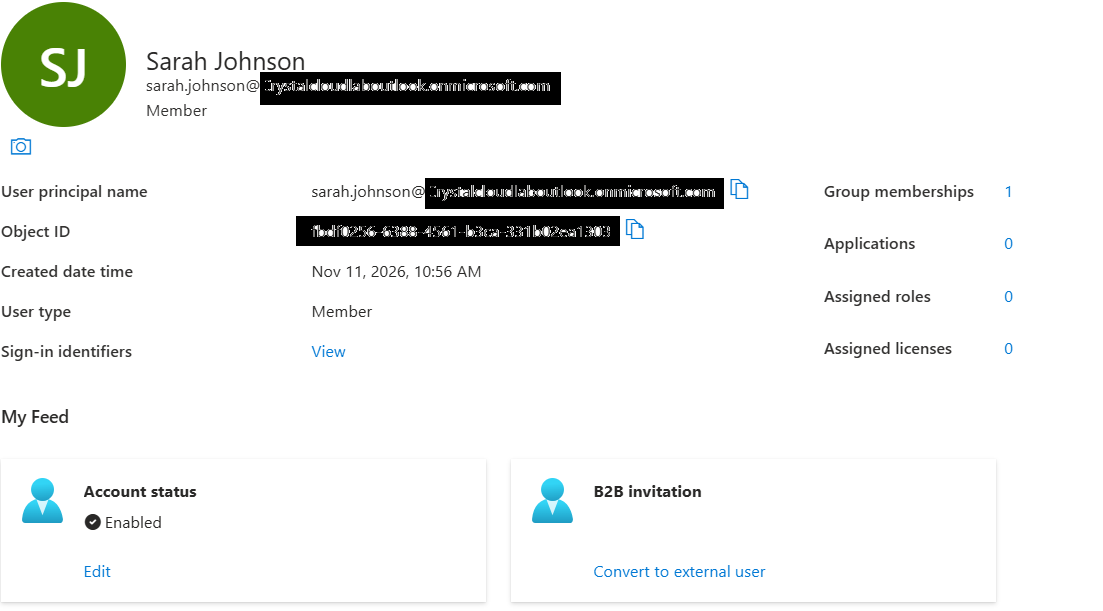 SJ
Sarah Johnson
sarah.johnson@
Member
User principal name
sarah.johnson@
Group memberships 1
Object ID
Applications 0
Created date time
Nov 11, 2026, 10:56 AM
Assigned roles 0
User type
Member
Sign-in identifiers
View
Assigned licenses 0
My Feed
Account status
Enabled
Edit
B2B invitation
Convert to external user